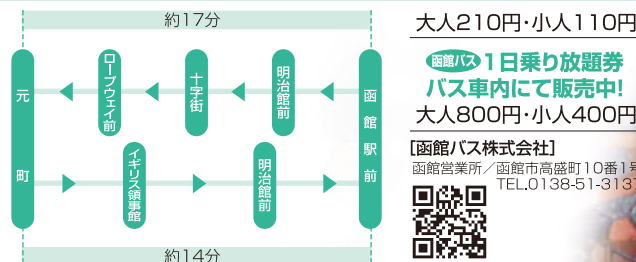 約17分
元町
ロープウェイ前
十字街
明治館前
函館駅前
イギリス領事館
明治館前
約14分
大人210円・小人110円
函館バス 1日乗り放題券
バス車内にて販売中!
大人800円・小人400円
[函館バス株式会社]
函館営業所/函館市高盛町10番1号
TEL.0138-51-3137